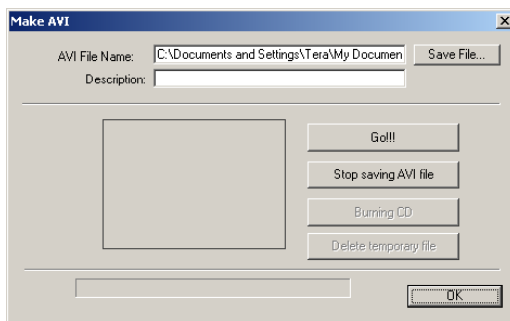 Make AVI
AVI File Name: C:\Documents and Settings\Tera\My Documen Save File...
Description:
Go!!!
Stop saving AVI file
Burning CD
Delete temporary file
OK